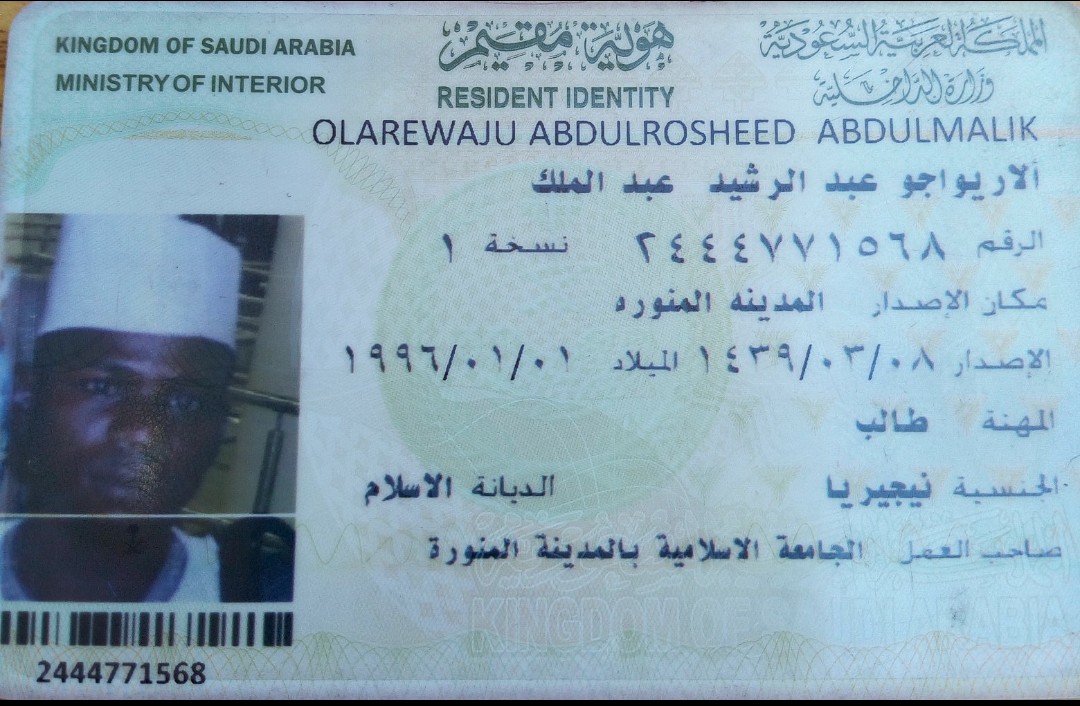 KINGDOM OF SAUDI ARABIA
MINISTRY OF INTERIOR
هوية مقيم
RESIDENT IDENTITY
المملكة العربية السعودية
وزارة الداخلية
OLAREWAJU ABDULROSHEED ABDULMALIK
الاريواجو عبد الرشيد عبد الملك
الرقم ٢٤٤٤٧٧١٥٦٨ نسخة ١
مكان الإصدار المدينه المنوره
الإصدار ١٤٣٩/٠٣/٠٨ الميلاد ١٩٩٦/٠١/٠١
المهنة طالب
الجنسية نيجيريا الديانة الاسلام
صاحب العمل الجامعة الاسلامية بالمدينة المنورة
KINGDOM OF SAUDI ARABIA
2444771568